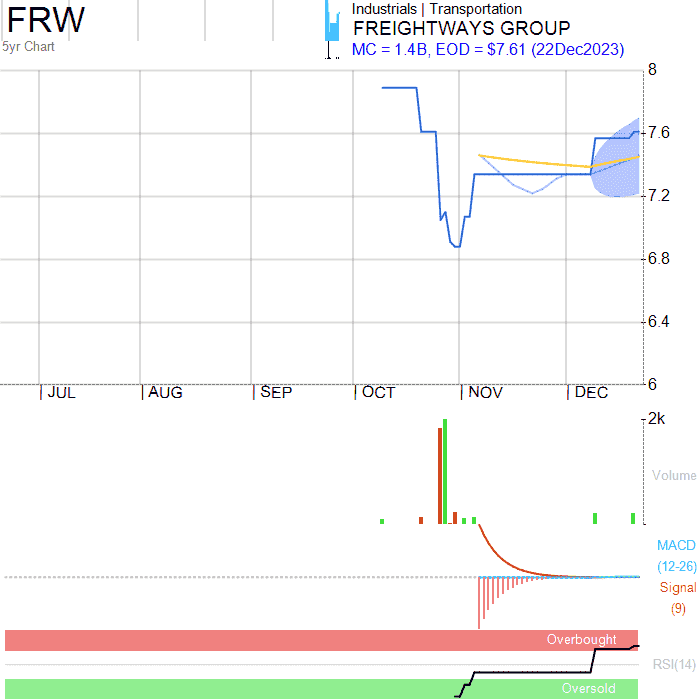 FRW
5yr Chart
Industrials | Transportation
FREIGHTWAYS GROUP
MC = 1.4B, EOD = $7.61 (22Dec2023)
8
7.6
7.2
6.8
6.4
6
JUL AUG SEP OCT NOV DEC
2k
Volume
MACD
(12-26)
Signal
(9)
Overbought
RSI(14)
Oversold